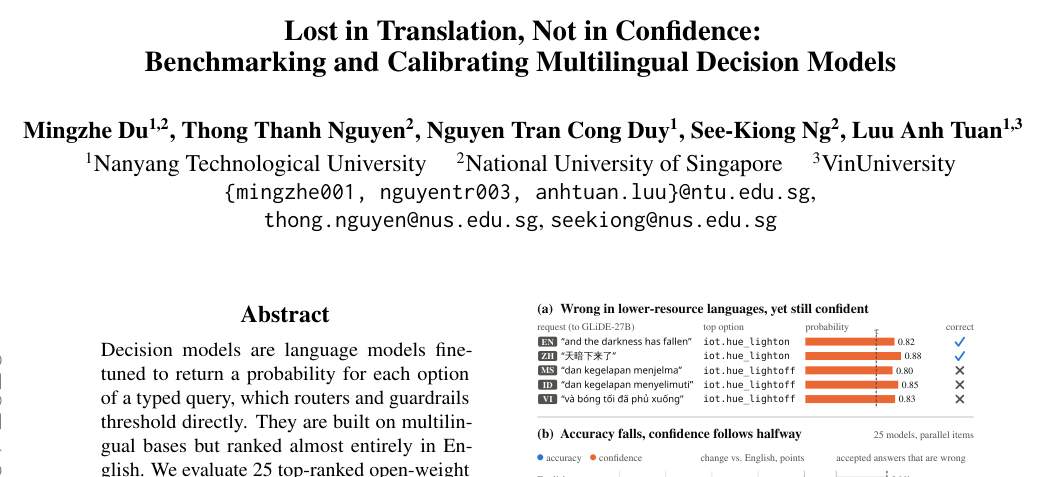 Lost in Translation, Not in Confidence:
Benchmarking and Calibrating Multilingual Decision Models
Mingzhe Du1,2, Thong Thanh Nguyen2, Nguyen Tran Cong Duy1, See-Kiong Ng2, Luu Anh Tuan1,3
1Nanyang Technological University 2National University of Singapore 3VinUniversity
{mingzhe001, nguyentr003, anhtuan.luu}@ntu.edu.sg,
thong.nguyen@nus.edu.sg, seekiong@nus.edu.sg
Abstract
Decision models are language models fine-
tuned to return a probability for each option
of a typed query, which routers and guardrails
threshold directly. They are built on multilin-
gual bases but ranked almost entirely in En-
glish. We evaluate 25 top-ranked open-weight
(a) Wrong in lower-resource languages, yet still confident
request (to GLiDE-27B) top option probability correct
EN "and the darkness has fallen" iot.hue_lighton 0.82
ZH "天暗下来了" iot.hue_lighton 0.88
MS "dan kegelapan menjelma" iot.hue_lightoff 0.80
ID "dan kegelapan menyelimuti" iot.hue_lightoff 0.85
VI "và bóng tối đã phủ xuống" iot.hue_lightoff 0.83
(b) Accuracy falls, confidence follows halfway 25 models, parallel items
accuracy confidence change vs. English, points accepted answers that are wrong